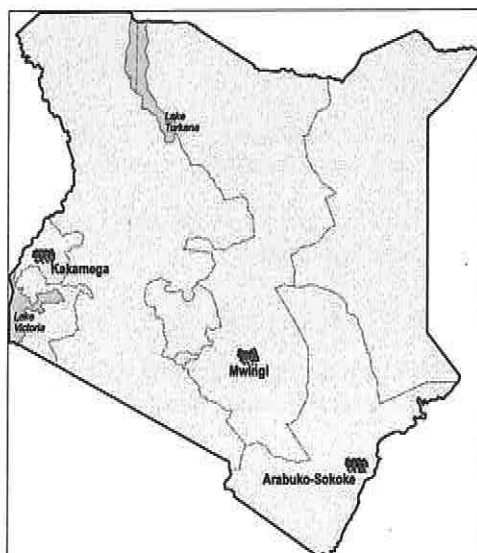 Lake
Turkana
Kakamega
Lake
Victoria
Mwingi
Arabuko-Sokoke